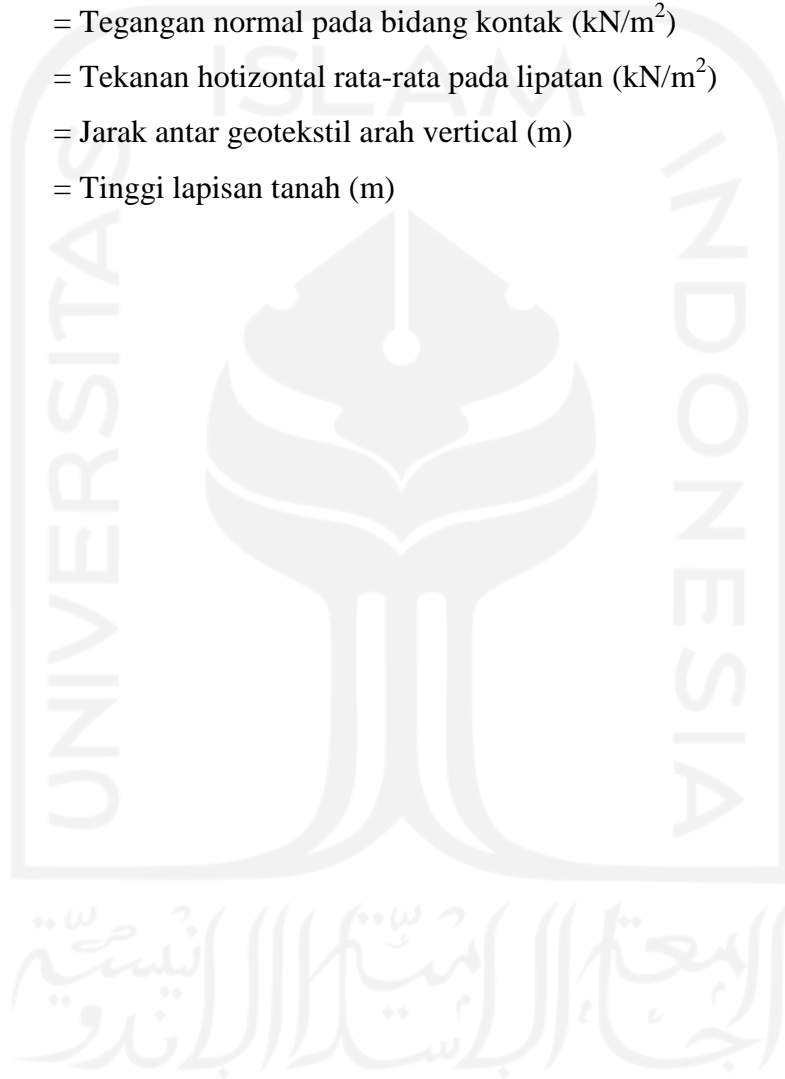 = Tegangan normal pada bidang kontak (kN/m²)
= Tekanan hotizontal rata-rata pada lipatan (kN/m²)
= Jarak antar geotekstil arah vertical (m)
= Tinggi lapisan tanah (m)
ISLAM
UNIVERSITAS
INDONESIA